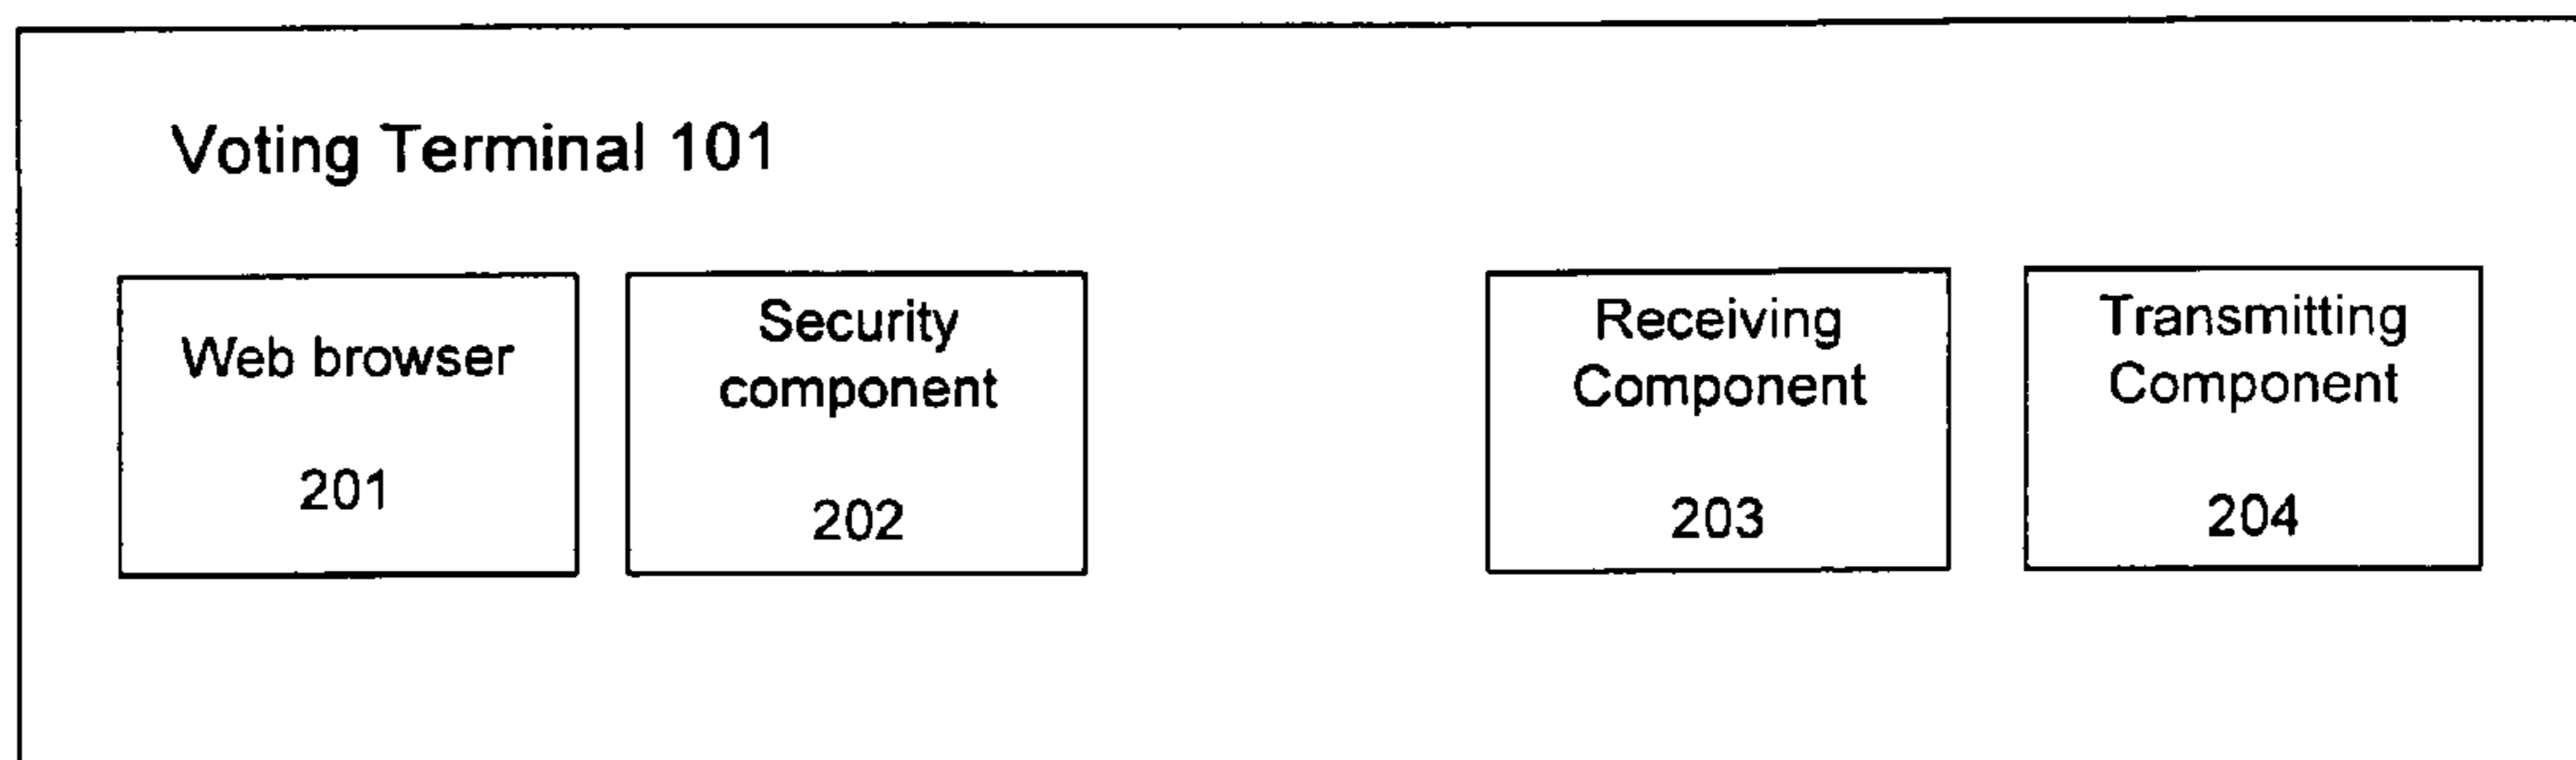 Voting Terminal 101
Web browser
201
Security
component
202
Receiving
Component
203
Transmitting
Component
204